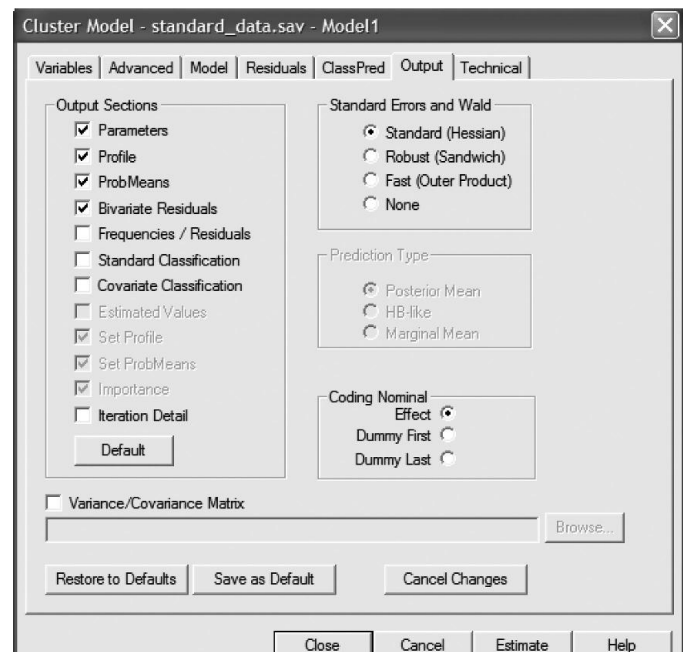 Cluster Model - standard_data.sav - Model1
Variables Advanced Model Residuals ClassPred Output Technical
Output Sections
Parameters
Profile
ProbMeans
Bivariate Residuals
Frequencies / Residuals
Standard Classification
Covariate Classification
Estimated Values
Set Profile
Set ProbMeans
Importance
Iteration Detail
Default
Standard Errors and Wald
Standard (Hessian)
Robust (Sandwich)
Fast (Outer Product)
None
Prediction Type
Posterior Mean
HB-like
Marginal Mean
Coding Nominal
Effect
Dummy First
Dummy Last
Variance/Covariance Matrix
Browse...
Restore to Defaults Save as Default Cancel Changes
Close Cancel Estimate Help